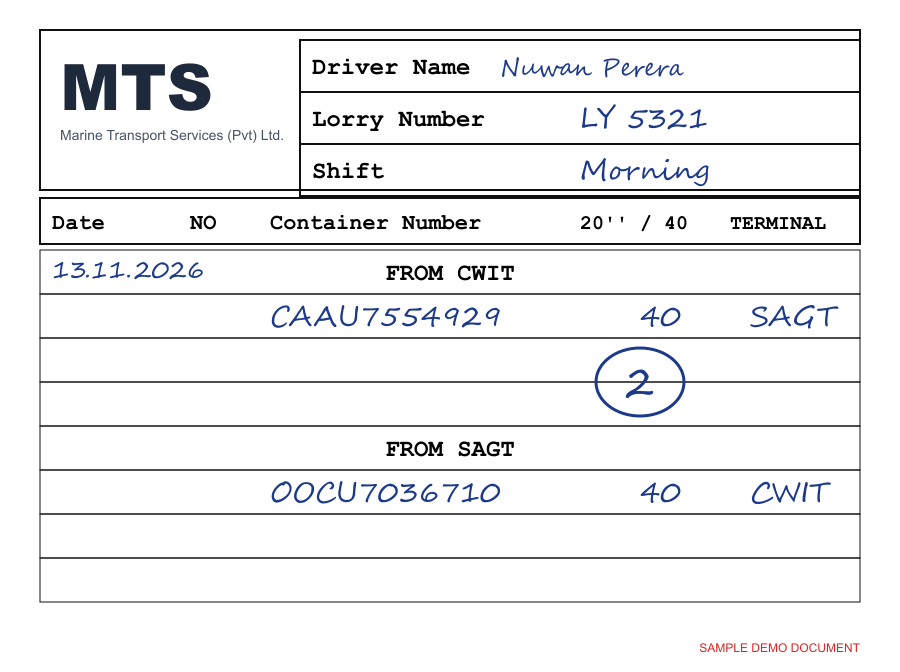 MTS
Marine Transport Services (Pvt) Ltd.
Driver Name Nuwan Perera
Lorry Number LY 5321
Shift Morning
Date NO Container Number 20'' / 40 TERMINAL
13.11.2026 FROM CWIT
CAAU7554929 40 SAGT
2
FROM SAGT
OOCU7036710 40 CWIT
SAMPLE DEMO DOCUMENT